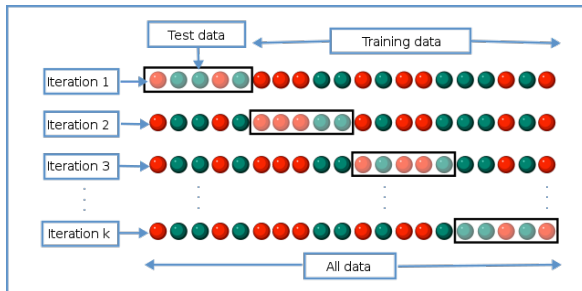 Test data
Training data
Iteration 1
Iteration 2
Iteration 3
Iteration k
All data